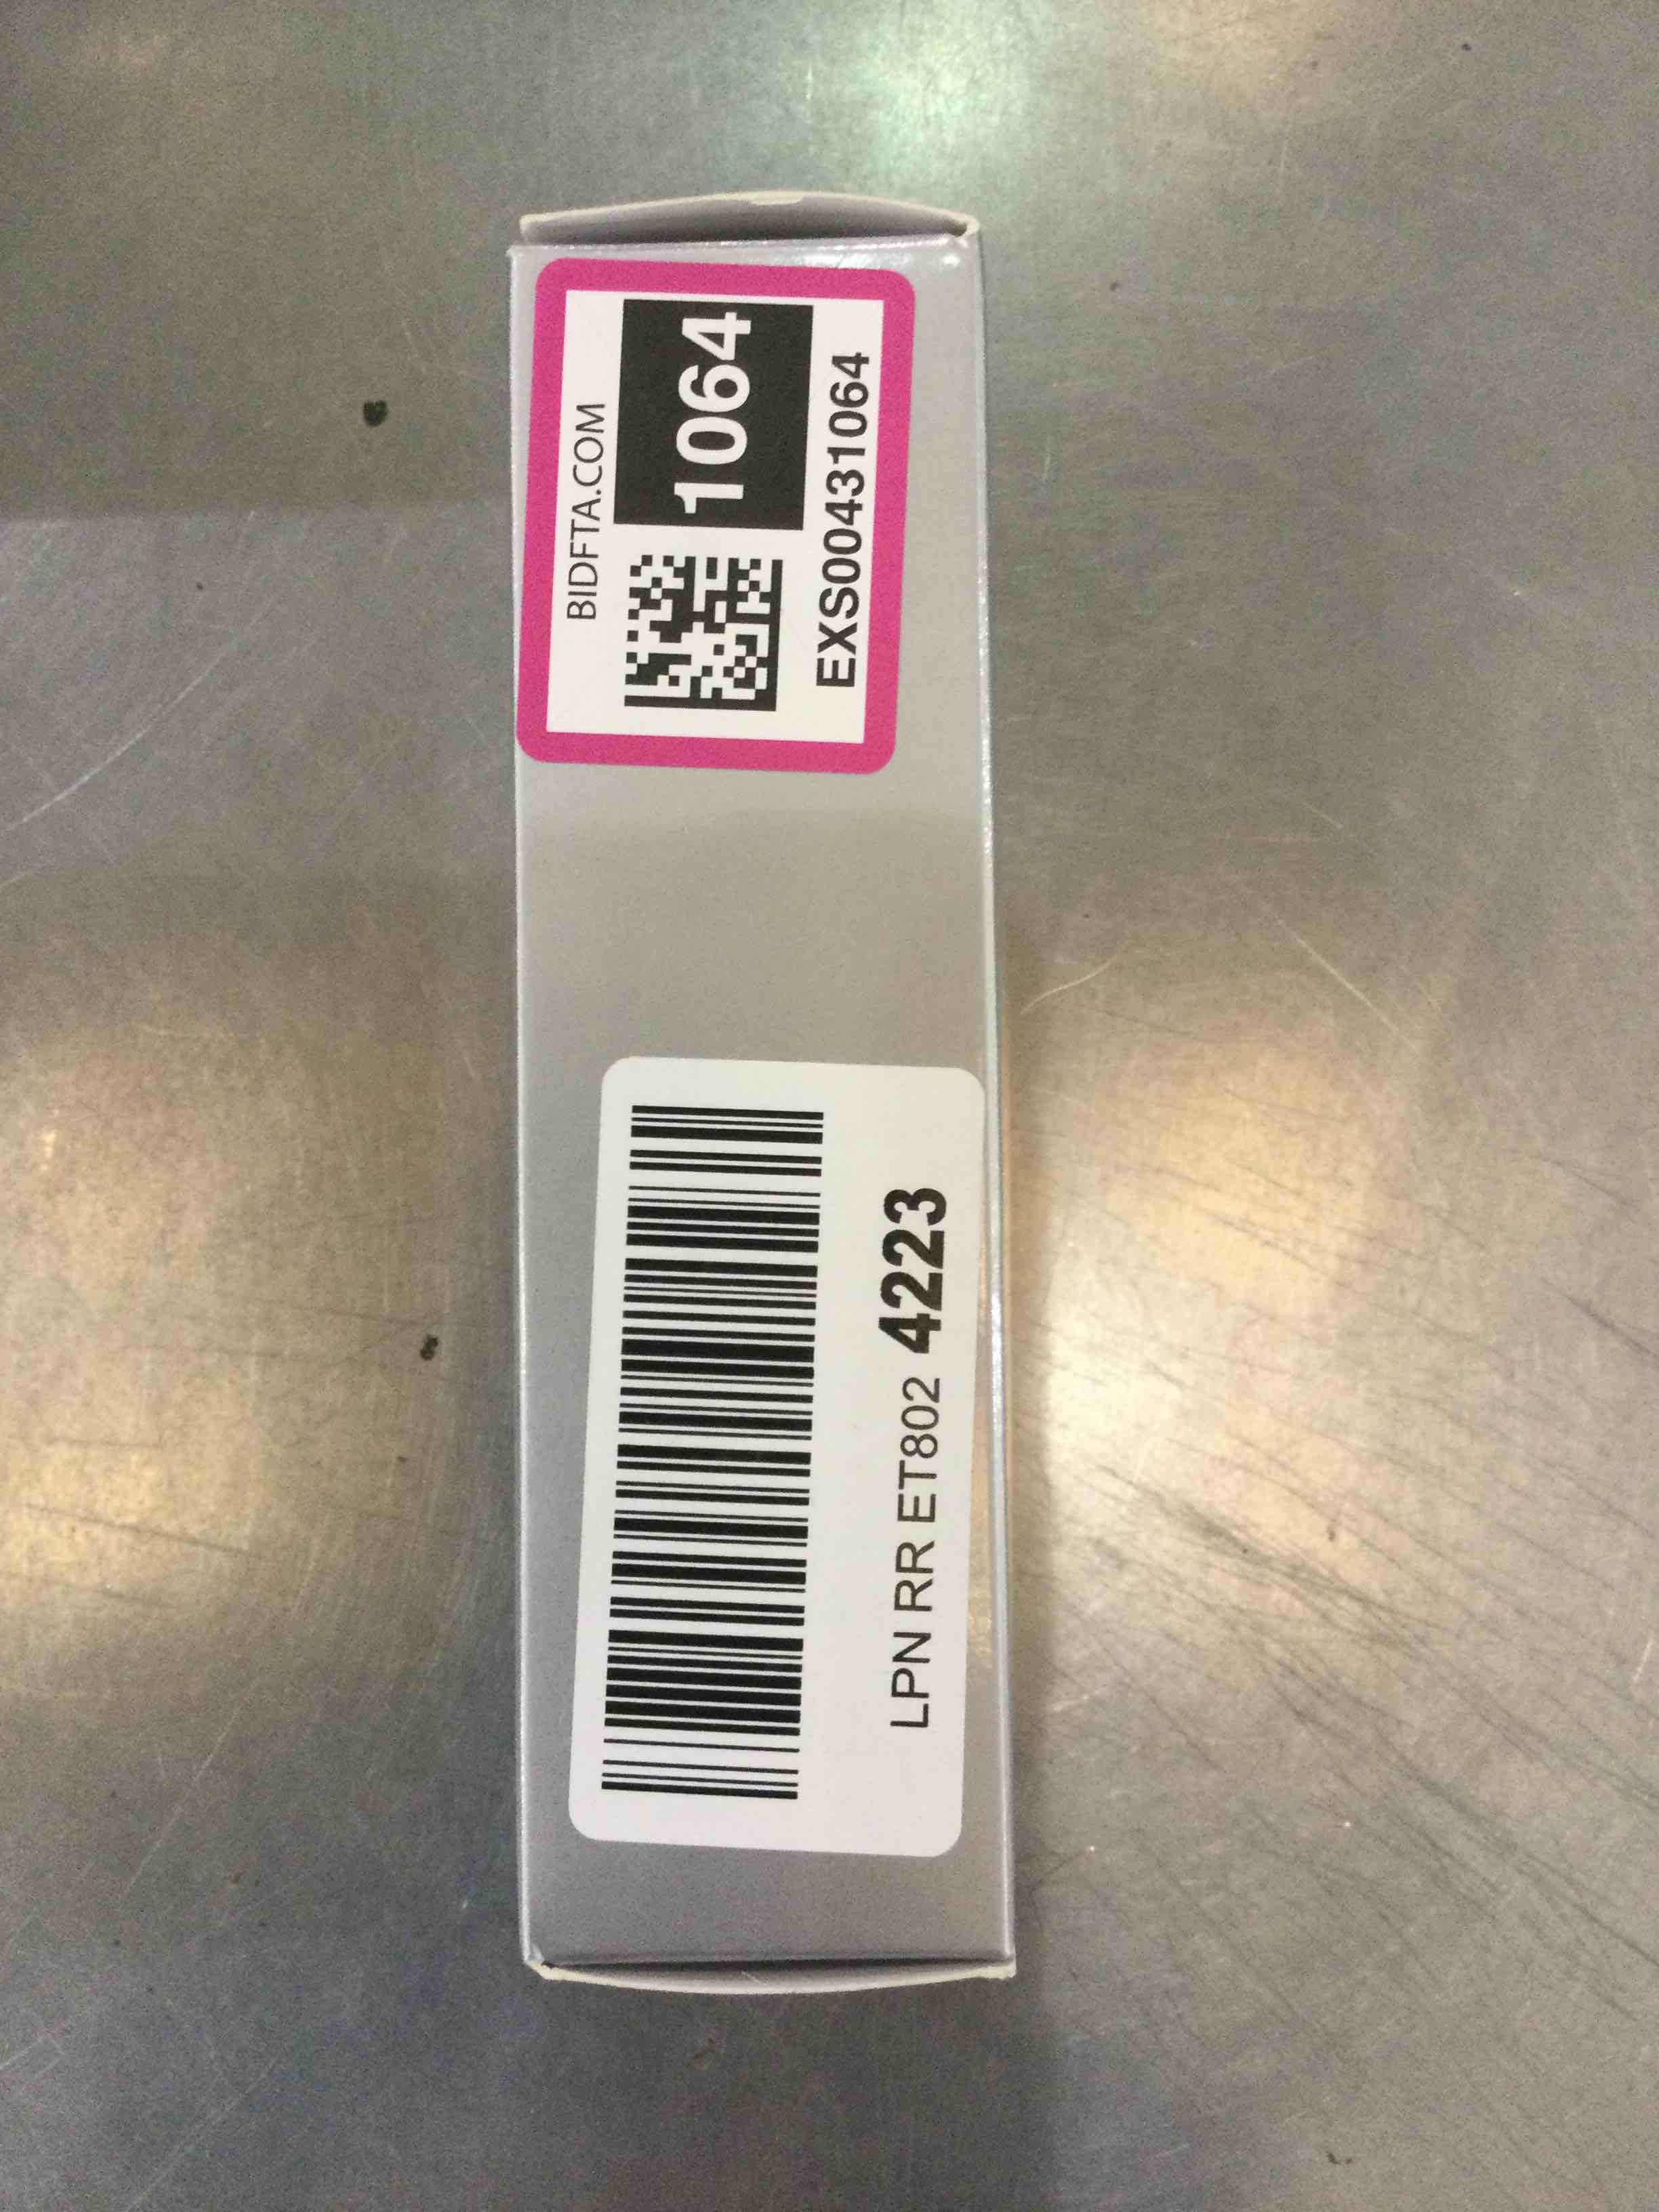 BIDFTA.COM
1064
EXS00431064
LPN RR ET802 4223